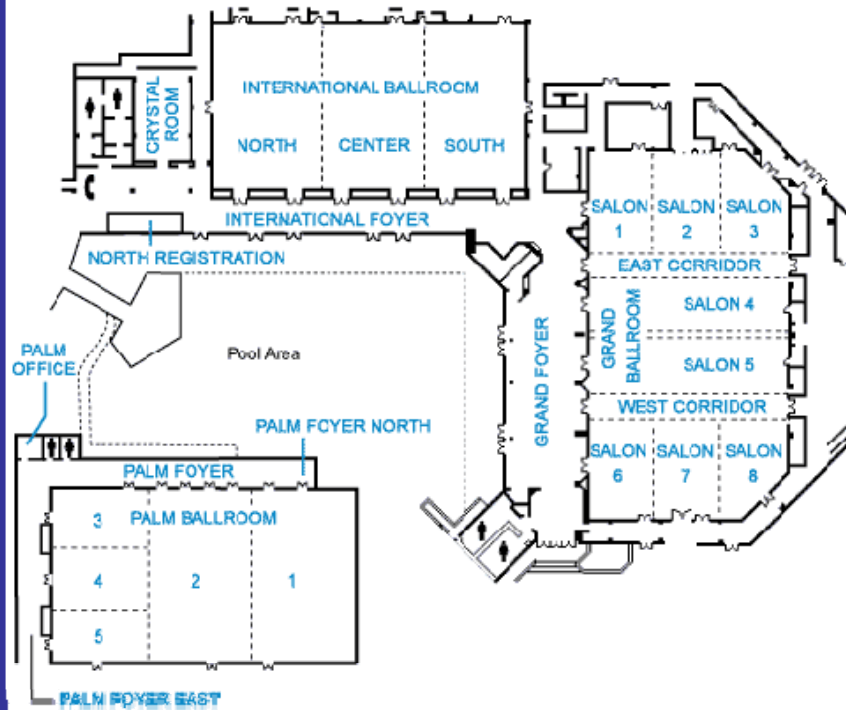 INTERNATIONAL BALLROOM
NORTH
CENTER
SOUTH
CRYSTAL
ROOM
INTERNATIONAL FOYER
NORTH REGISTRATION
SALON
1
SALON
2
SALON
3
EAST CORRIDOR
SALON 4
GRAND
BALLROOM
SALON 5
WEST CORRIDOR
SALON
6
SALON
7
SALON
8
GRAND FOYER
Pool Area
PALM
OFFICE
PALM FOYER NORTH
PALM FOYER
PALM BALLROOM
3
4
5
2
1
PALM FOYER EAST